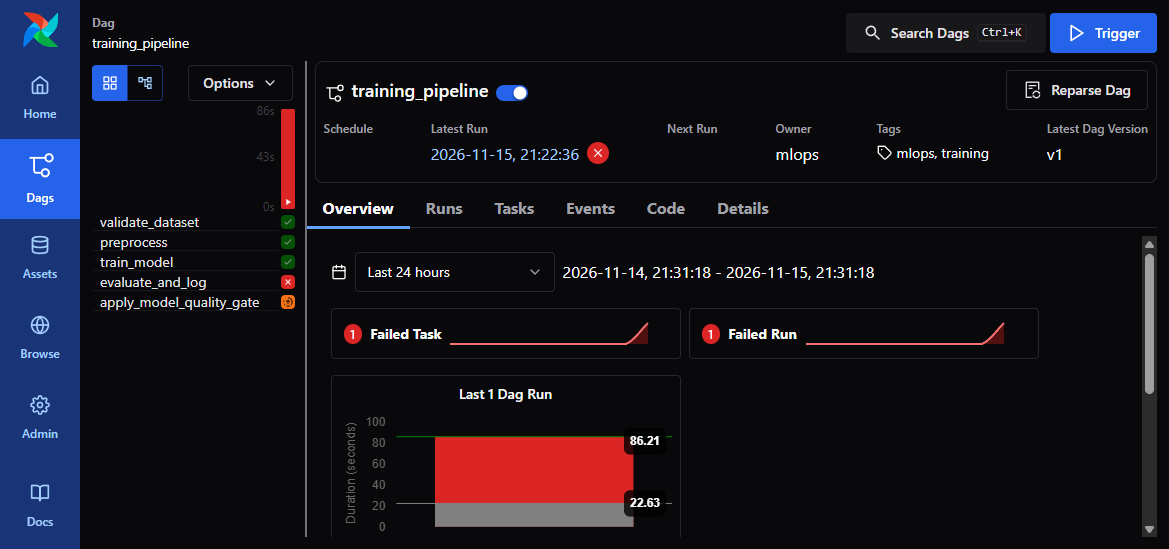 Home
Dags
Assets
Browse
Admin
Docs
Dag
training_pipeline
Search Dags Ctrl+K
Trigger
Options
86s
43s
0s
validate_dataset
preprocess
train_model
evaluate_and_log
apply_model_quality_gate
training_pipeline
Reparse Dag
Schedule Latest Run Next Run Owner Tags Latest Dag Version
2026-11-15, 21:22:36 mlops mlops, training v1
Overview Runs Tasks Events Code Details
Last 24 hours 2026-11-14, 21:31:18 - 2026-11-15, 21:31:18
1 Failed Task
1 Failed Run
Last 1 Dag Run
Duration (seconds)
100
80
60
40
20
0
86.21
22.63